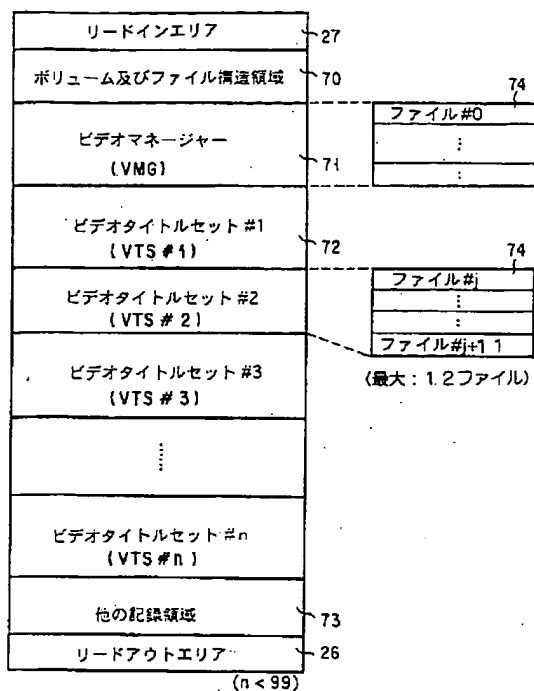 リードインエリア
27
ボリューム及びファイル構造領域
70
ビデオマネージャー
(VMG)
71
74
ファイル#0
ビデオタイトルセット#1
(VTS#1)
72
ビデオタイトルセット#2
(VTS#2)
74
ファイル#j
ファイル#j+11
(最大:12ファイル)
ビデオタイトルセット#3
(VTS#3)
ビデオタイトルセット#n
(VTS#n)
他の記録領域
73
リードアウトエリア
26
(n<99)